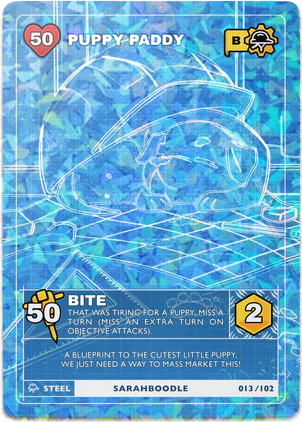 50 PUPPY PADDY B
50 BITE 2
THAT WAS TIRING FOR A PUPPY. MISS A
TURN (MISS AN EXTRA TURN ON
OBJECTIVE ATTACKS).
A BLUEPRINT TO THE CUTEST LITTLE PUPPY.
WE JUST NEED A WAY TO MASS MARKET THIS!
STEEL SARAHBOODLE 013/102